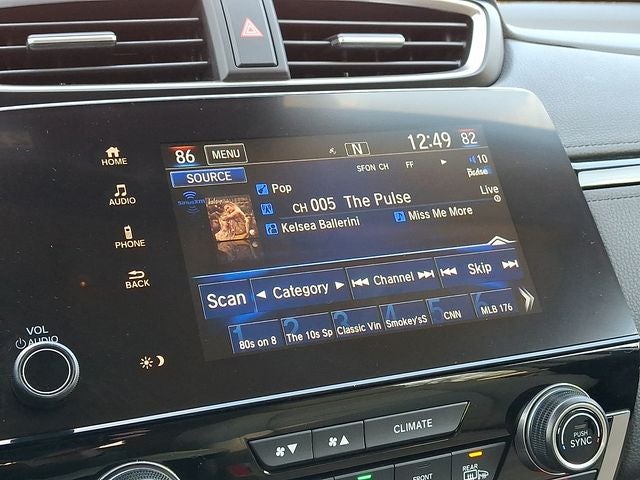 86 MENU N 12:49 82
SOURCE SFON CH FF 10
SiriusXM Pop Pulse
CH 005 The Pulse Live
Kelsea Ballerini Miss Me More
Scan Category Channel Skip
1 80s on 8 2 The 10s Sp 3 Classic Vin 4 Smokey'sS 5 CNN 6 MLB 176
HOME
AUDIO
PHONE
BACK
VOL
AUDIO
CLIMATE
PUSH
SYNC
FRONT
REAR